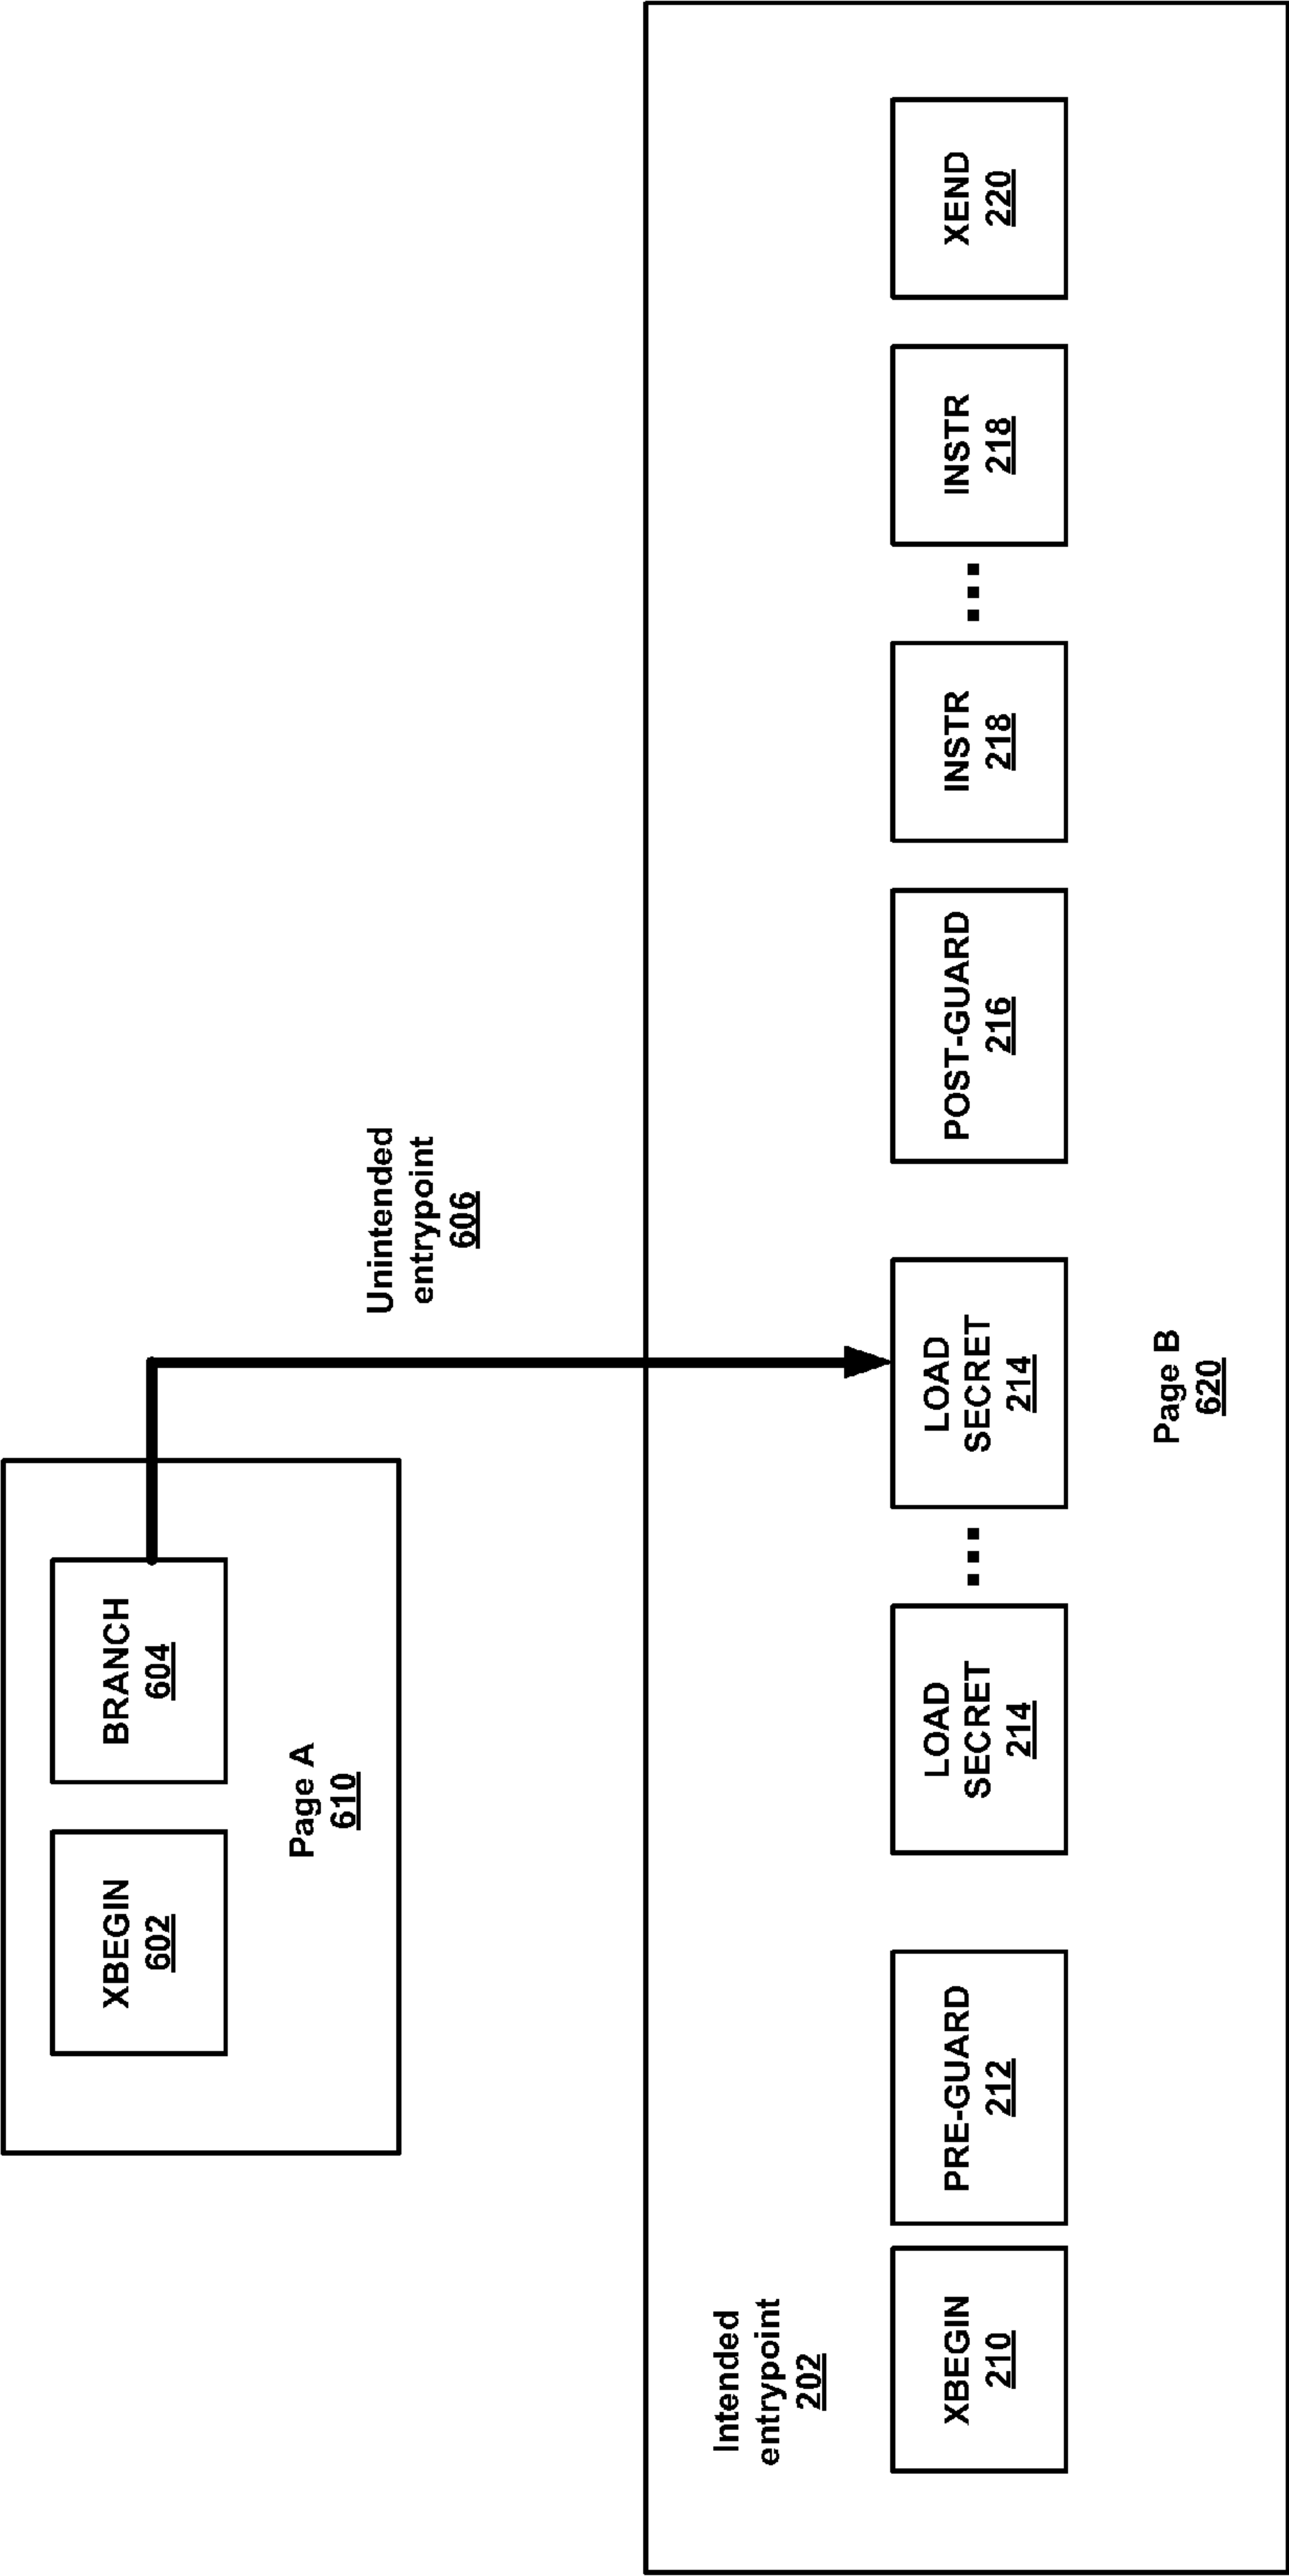 XBEGIN
602
BRANCH
604
Page A
610
Unintended
entrypoint
606
Intended
entrypoint
202
XBEGIN
210
PRE-GUARD
212
LOAD
SECRET
214
...
LOAD
SECRET
214
POST-GUARD
216
INSTR
218
...
INSTR
218
XEND
220
Page B
620